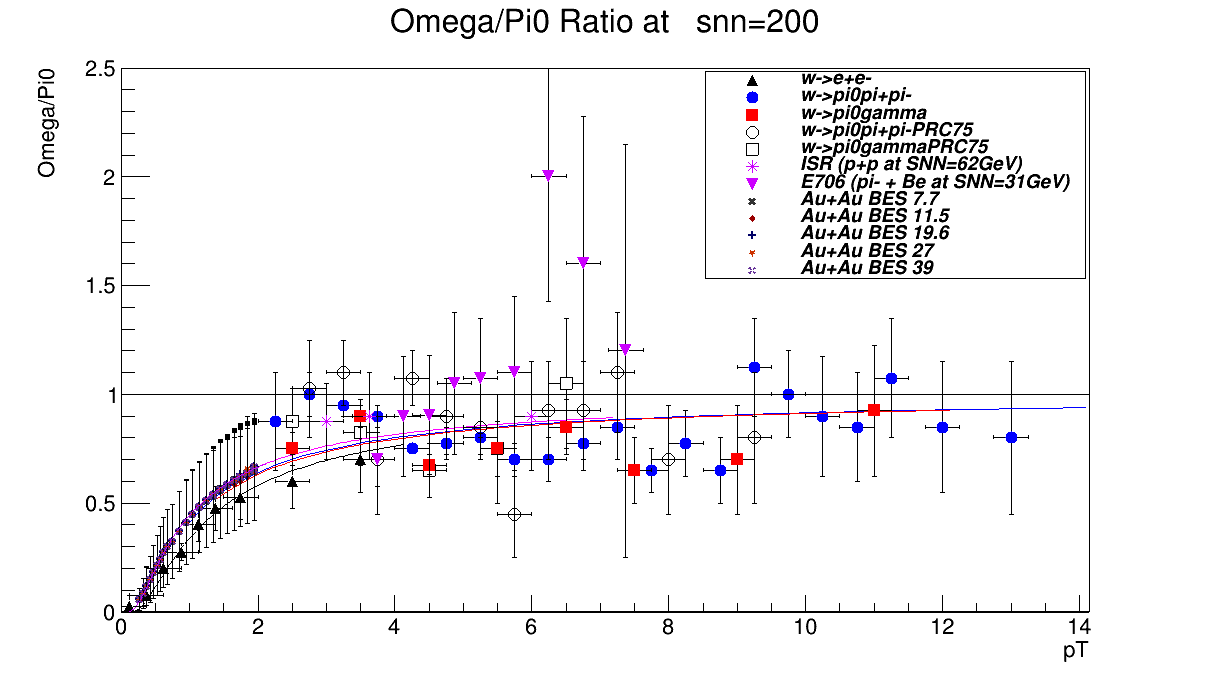 Omega/Pi0 Ratio at   snn=200
Omega/Pi0
2.5
2
1.5
1
0.5
0
w->e+e-
w->pi0pi+pi-
w->pi0gamma
w->pi0pi+pi-PRC75
w->pi0gammaPRC75
ISR (p+p at SNN=62GeV)
E706 (pi- + Be at SNN=31GeV)
Au+Au BES 7.7
Au+Au BES 11.5
Au+Au BES 19.6
Au+Au BES 27
Au+Au BES 39
0 2 4 6 8 10 12 14
pT